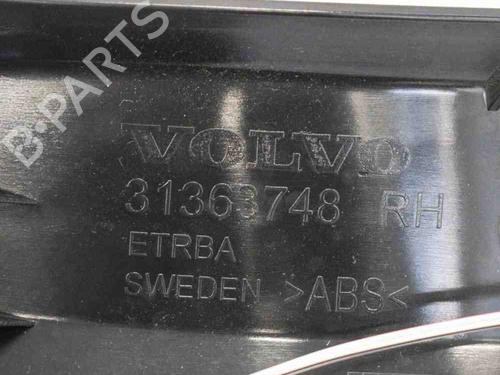 B-PARTS
VOLVO
31363748 RH
ETRBA
SWEDEN >ABS<